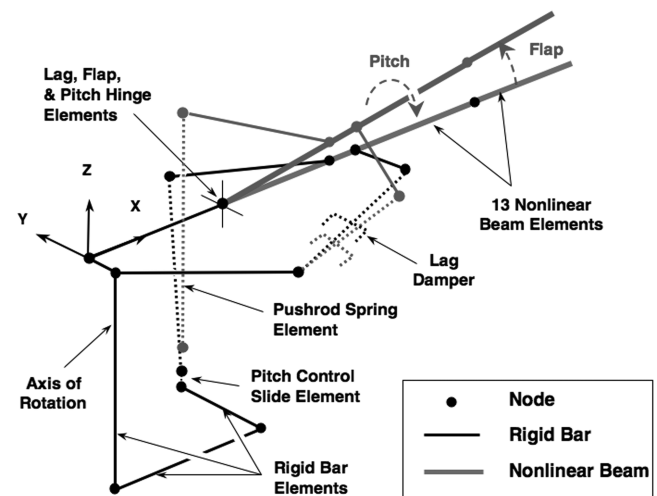 Pitch
Flap
Lag, Flap,
& Pitch Hinge
Elements
Z
X
Y
13 Nonlinear
Beam Elements
Lag
Damper
Pushrod Spring
Element
Axis of
Rotation
Pitch Control
Slide Element
Rigid Bar
Elements
Node
Rigid Bar
Nonlinear Beam